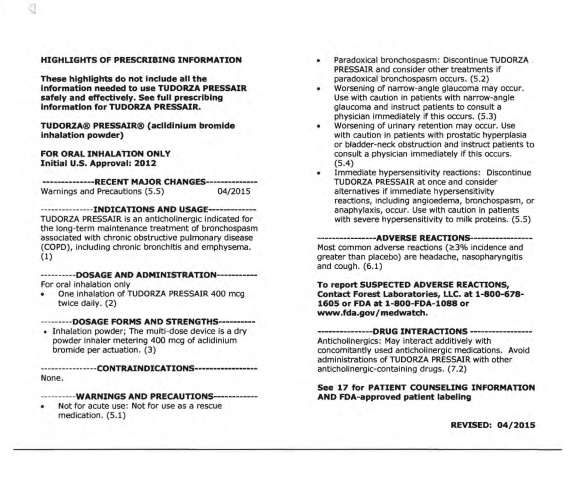 HIGHLIGHTS OF PRESCRIBING INFORMATION
These highlights do not include all the
information needed to use TUDORZA PRESSAIR
safely and effectively. See full prescribing
information for TUDORZA PRESSAIR.
TUDORZA® PRESSAIR® (aclidinium bromide
inhalation powder)
FOR ORAL INHALATION ONLY
Initial U.S. Approval: 2012
--------------RECENT MAJOR CHANGES--------------
Warnings and Precautions (5.5) 04/2015
--------------INDICATIONS AND USAGE--------------
TUDORZA PRESSAIR is an anticholinergic indicated for
the long-term maintenance treatment of bronchospasm
associated with chronic obstructive pulmonary disease
(COPD), including chronic bronchitis and emphysema.
(1)
----------DOSAGE AND ADMINISTRATION-----------
For oral inhalation only
• One inhalation of TUDORZA PRESSAIR 400 mcg
twice daily. (2)
---------DOSAGE FORMS AND STRENGTHS----------
• Inhalation powder; The multi-dose device is a dry
powder inhaler metering 400 mcg of aclidinium
bromide per actuation. (3)
----------------CONTRAINDICATIONS-----------------
None.
----------WARNINGS AND PRECAUTIONS------------
• Not for acute use: Not for use as a rescue
medication. (5.1)
• Paradoxical bronchospasm: Discontinue TUDORZA
PRESSAIR and consider other treatments if
paradoxical bronchospasm occurs. (5.2)
• Worsening of narrow-angle glaucoma may occur.
Use with caution in patients with narrow-angle
glaucoma and instruct patients to consult a
physician immediately if this occurs. (5.3)
• Worsening of urinary retention may occur. Use
with caution in patients with prostatic hyperplasia
or bladder-neck obstruction and instruct patients to
consult a physician immediately if this occurs.
(5.4)
• Immediate hypersensitivity reactions: Discontinue
TUDORZA PRESSAIR at once and consider
alternatives if immediate hypersensitivity
reactions, including angioedema, bronchospasm, or
anaphylaxis, occur. Use with caution in patients
with severe hypersensitivity to milk proteins. (5.5)
-----------------ADVERSE REACTIONS------------------
Most common adverse reactions (≥3% incidence and
greater than placebo) are headache, nasopharyngitis
and cough. (6.1)
To report SUSPECTED ADVERSE REACTIONS,
Contact Forest Laboratories, LLC. at 1-800-678-
1605 or FDA at 1-800-FDA-1088 or
www.fda.gov/medwatch.
-----------------DRUG INTERACTIONS ------------------
Anticholinergics: May interact additively with
concomitantly used anticholinergic medications. Avoid
administrations of TUDORZA PRESSAIR with other
anticholinergic-containing drugs. (7.2)
See 17 for PATIENT COUNSELING INFORMATION
AND FDA-approved patient labeling
REVISED: 04/2015